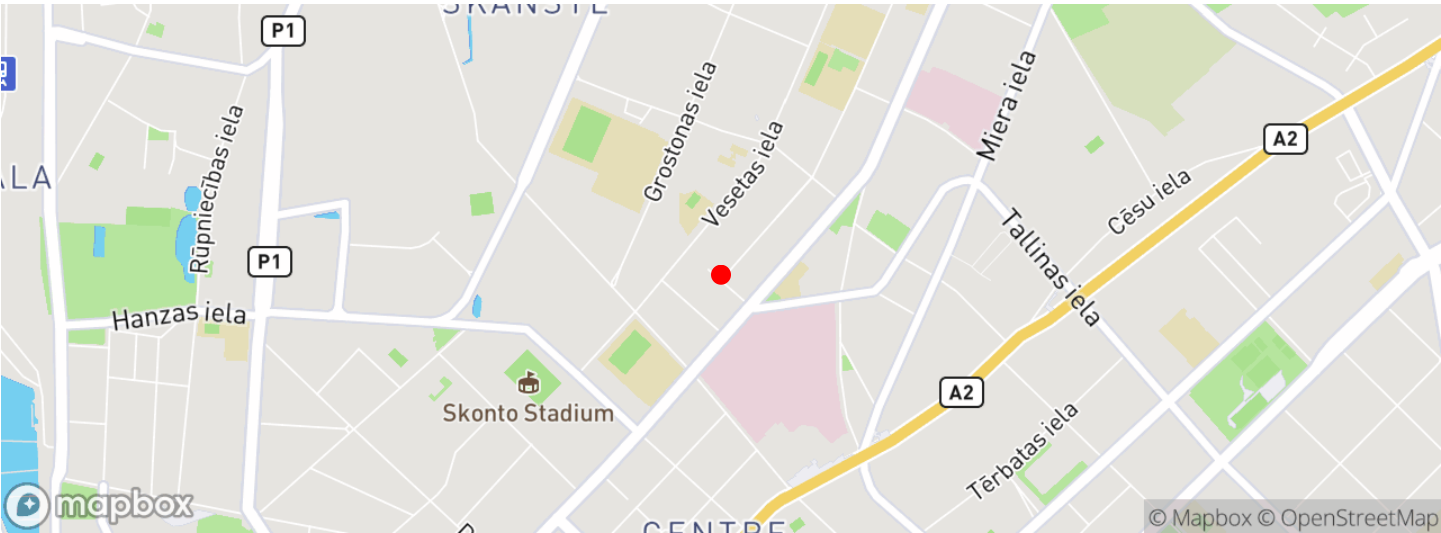 SKANSTE
P1
Miera iela
Grostonas iela
A2
Rūpniecības iela
Vesetas iela
ALA
Cēsu iela
P1
Tallinas iela
Hanzas iela
A2
Skonto Stadium
Tērbatas iela
mapbox
CENTRE
© Mapbox © OpenStreetMap